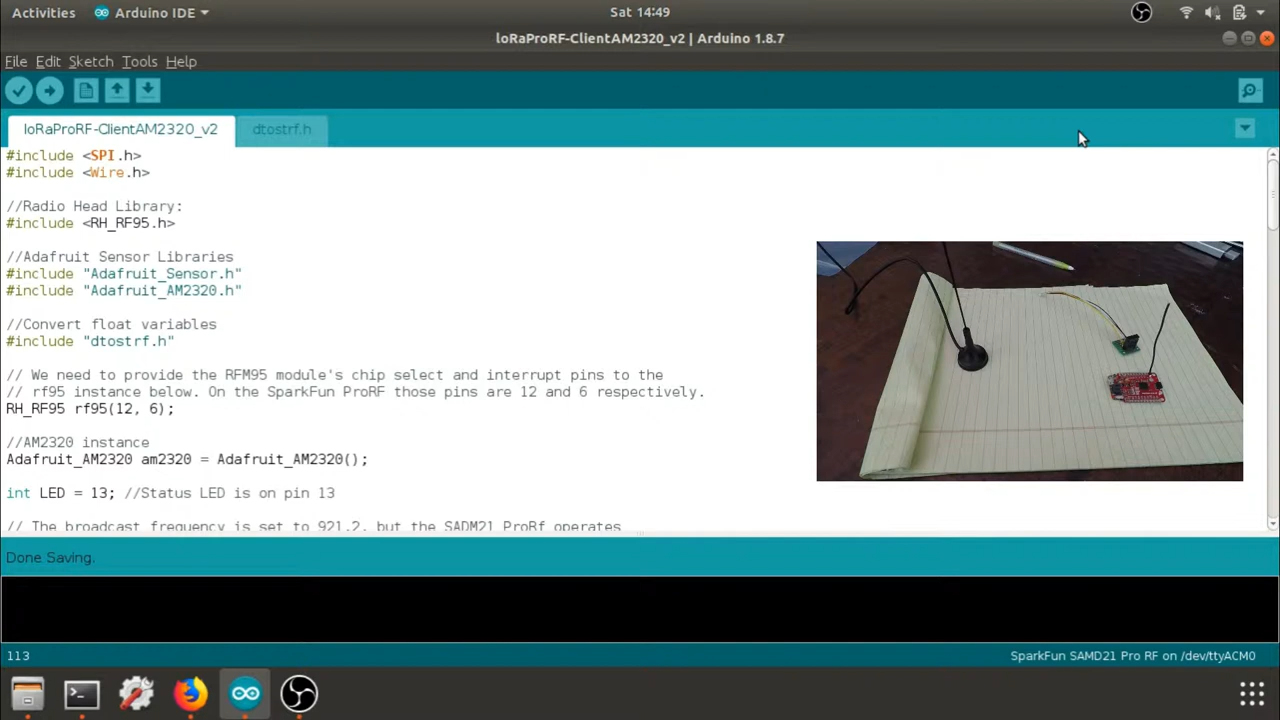 Activities Arduino IDE Sat 14:49
loRaProRF-ClientAM2320_v2 | Arduino 1.8.7
File Edit Sketch Tools Help
loRaProRF-ClientAM2320_v2 dtostrf.h
#include <SPI.h>
#include <Wire.h>
//Radio Head Library:
#include <RH_RF95.h>
//Adafruit Sensor Libraries
#include "Adafruit_Sensor.h"
#include "Adafruit_AM2320.h"
//Convert float variables
#include "dtostrf.h"
// We need to provide the RFM95 module's chip select and interrupt pins to the
// rf95 instance below. On the SparkFun ProRF those pins are 12 and 6 respectively.
RH_RF95 rf95(12, 6);
//AM2320 instance
Adafruit_AM2320 am2320 = Adafruit_AM2320();
int LED = 13; //Status LED is on pin 13
// The broadcast frequency is set to 921.2, but the SADM21 ProRf operates
Done Saving.
113 SparkFun SAMD21 Pro RF on /dev/ttyACM0